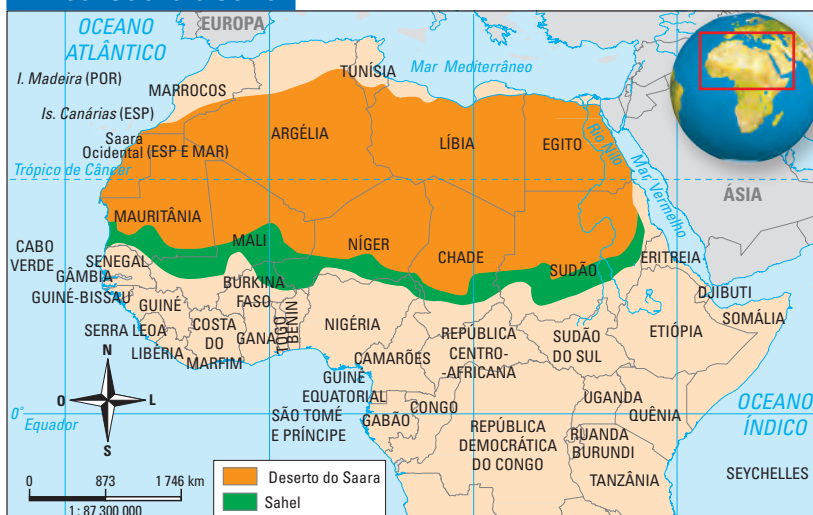 OCEANO
ATLÂNTICO
EUROPA
I. Madeira (POR)
MARROCOS
TUNÍSIA
Mar Mediterrâneo
Is. Canárias (ESP)
Saara
Ocidental (ESP E MAR)
ARGÉLIA
LÍBIA
EGITO
Rio Nilo
Mar Vermelho
Trópico de Câncer
ÁSIA
MAURITÂNIA
MALI
NÍGER
CHADE
SUDÃO
ERITREIA
CABO
VERDE
SENEGAL
GÂMBIA
GUINÉ-BISSAU
GUINÉ
BURKINA
FASO
DJIBUTI
SOMÁLIA
SERRA LEOA
LIBÉRIA
COSTA
DO
MARFIM
GANA
TOGO
BENIN
NIGÉRIA
CAMARÕES
REPÚBLICA
CENTRO-
-AFRICANA
SUDÃO
DO SUL
ETIÓPIA
N
O
L
S
GUINÉ
EQUATORIAL
SÃO TOMÉ
E PRÍNCIPE
GABÃO
CONGO
REPÚBLICA
DEMOCRÁTICA
DO CONGO
UGANDA
QUÊNIA
RUANDA
BURUNDI
TANZÂNIA
OCEANO
ÍNDICO
SEYCHELLES
0° Equador
0 873 1 746 km
1 : 87 300 000
Deserto do Saara
Sahel